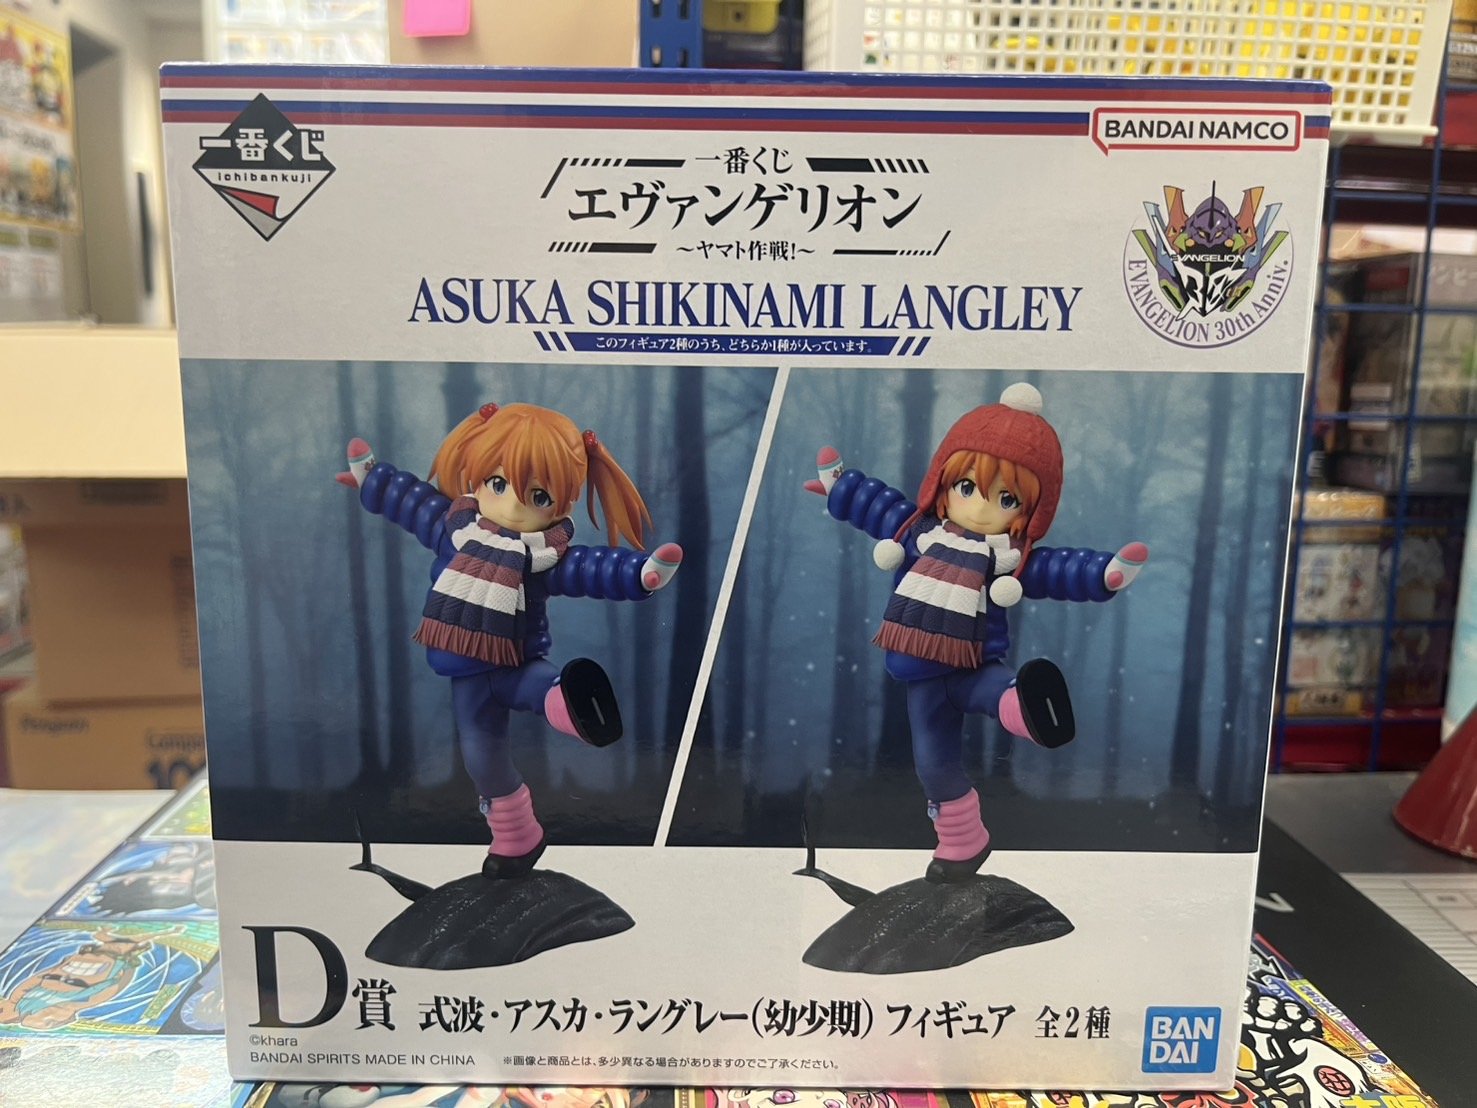 一番くじ
ichibankuji
BANDAI NAMCO
一番くじ
エヴァンゲリオン
～ヤマト作戦!～
EVANGELION
EVANGELION 30th Anniv.
ASUKA SHIKINAMI LANGLEY
このフィギュア2種のうち、どちらか1種が入っています。
D賞 式波・アスカ・ラングレー(幼少期) フィギュア 全2種
©khara
BANDAI SPIRITS MADE IN CHINA ※画像と商品とは、多少異なる場合がありますのでご了承ください。
BAN
DAI